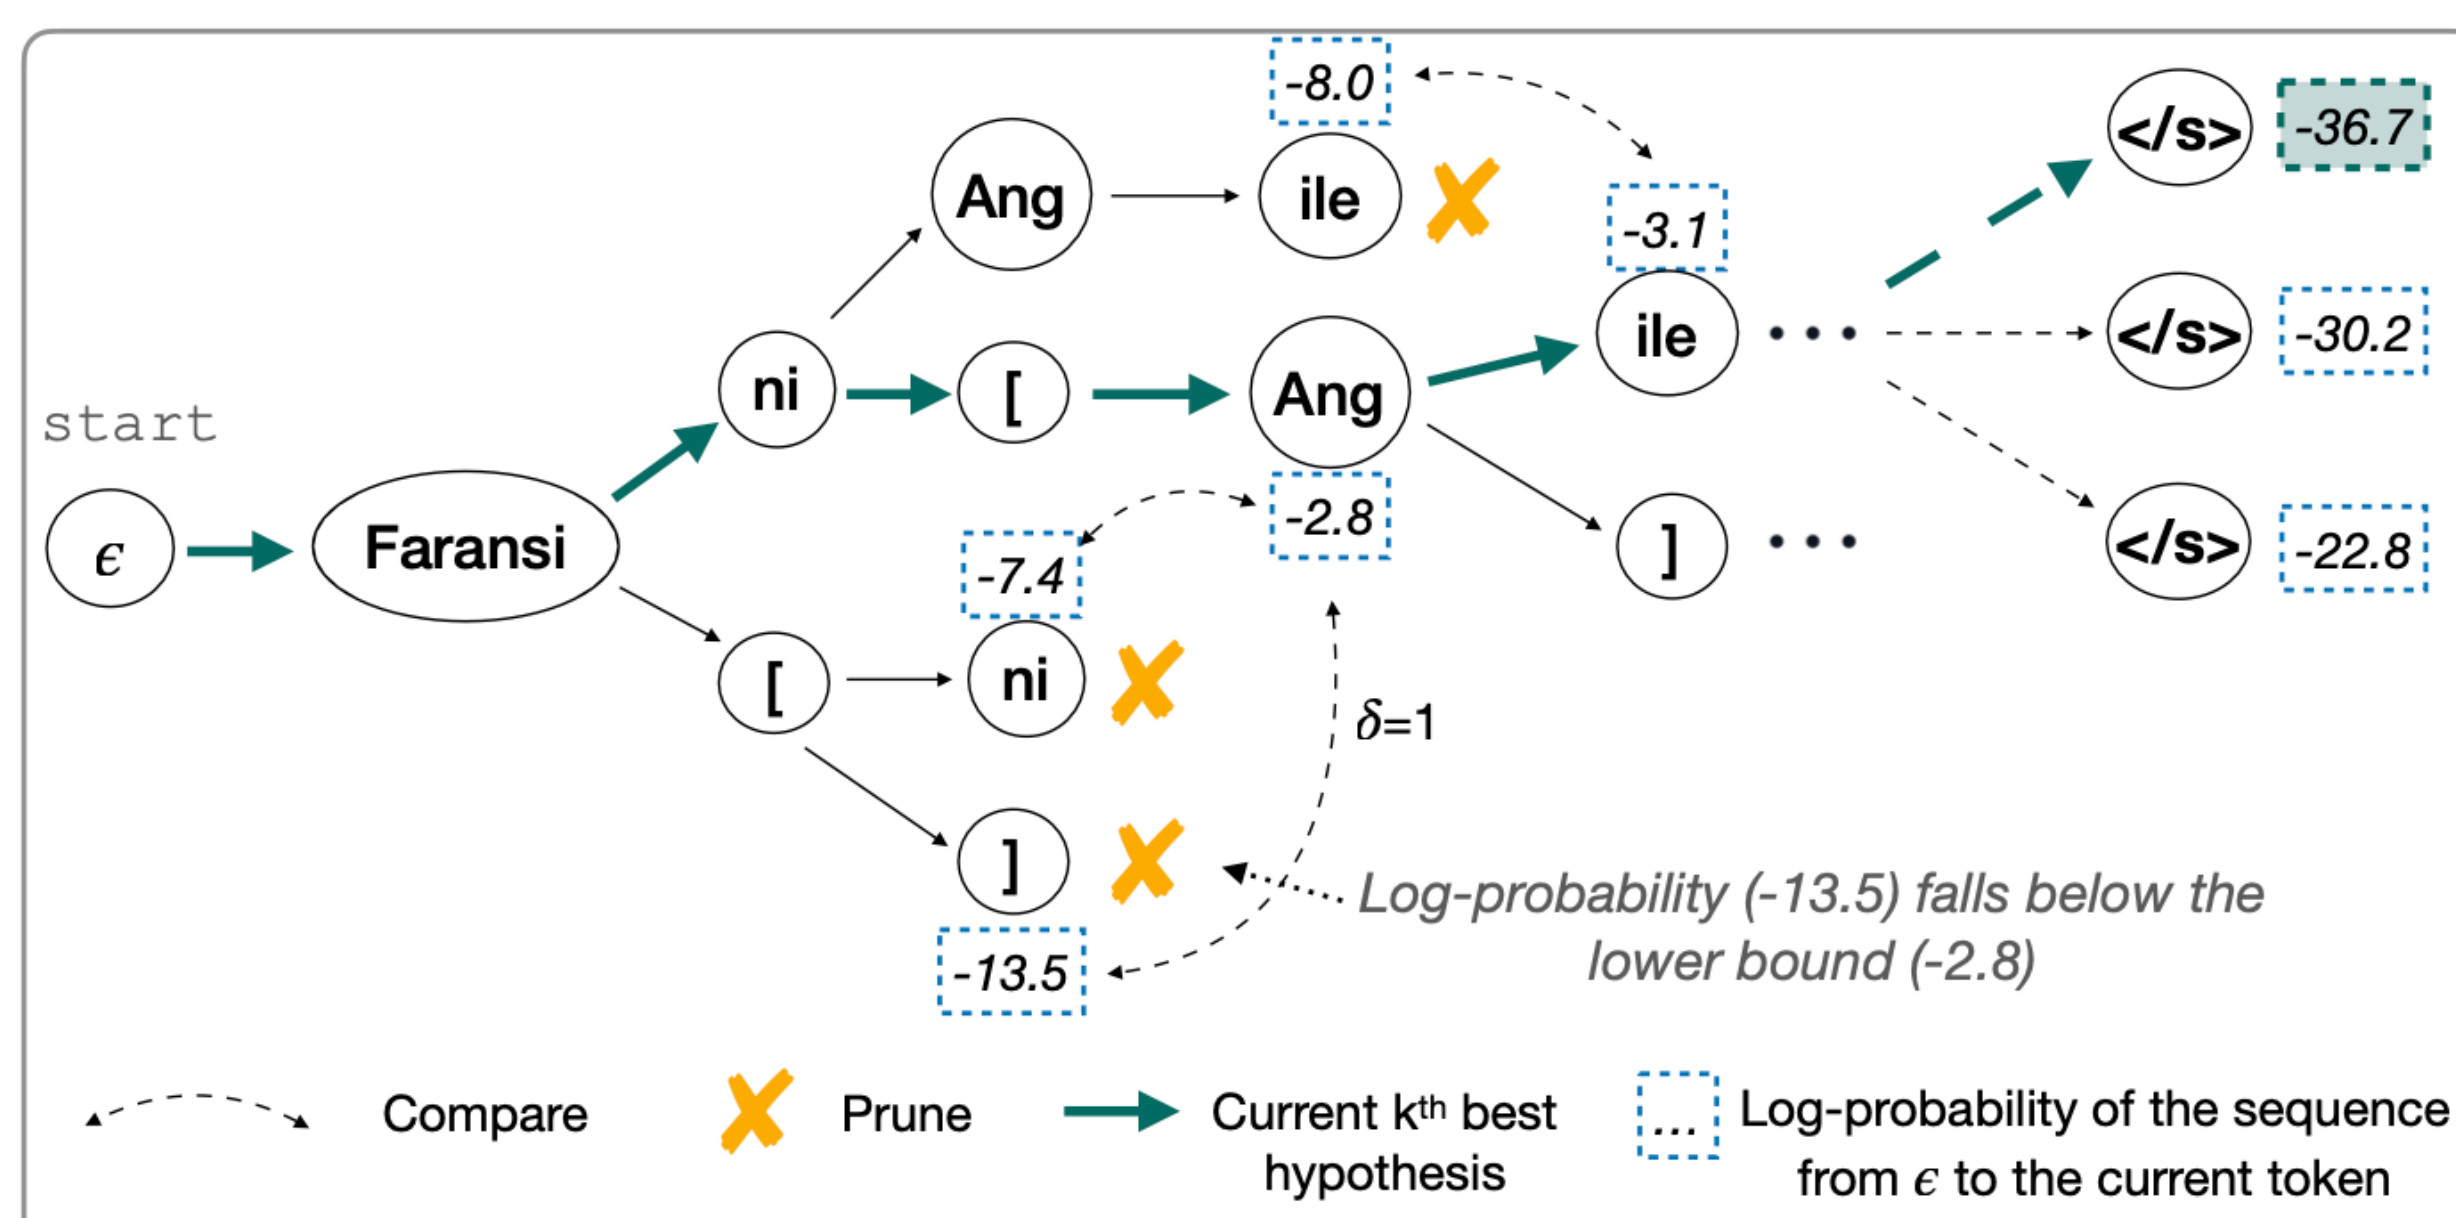 -8.0
</s> -36.7
Ang ile
-3.1
ni [ Ang ile • • • </s> -30.2
start
-2.8
ϵ Faransi ] • • • </s> -22.8
-7.4
[ ni
δ=1
]
Log-probability (-13.5) falls below the
lower bound (-2.8)
-13.5
Compare
Prune
Current kᵗʰ best
hypothesis
...
Log-probability of the sequence
from ϵ to the current token